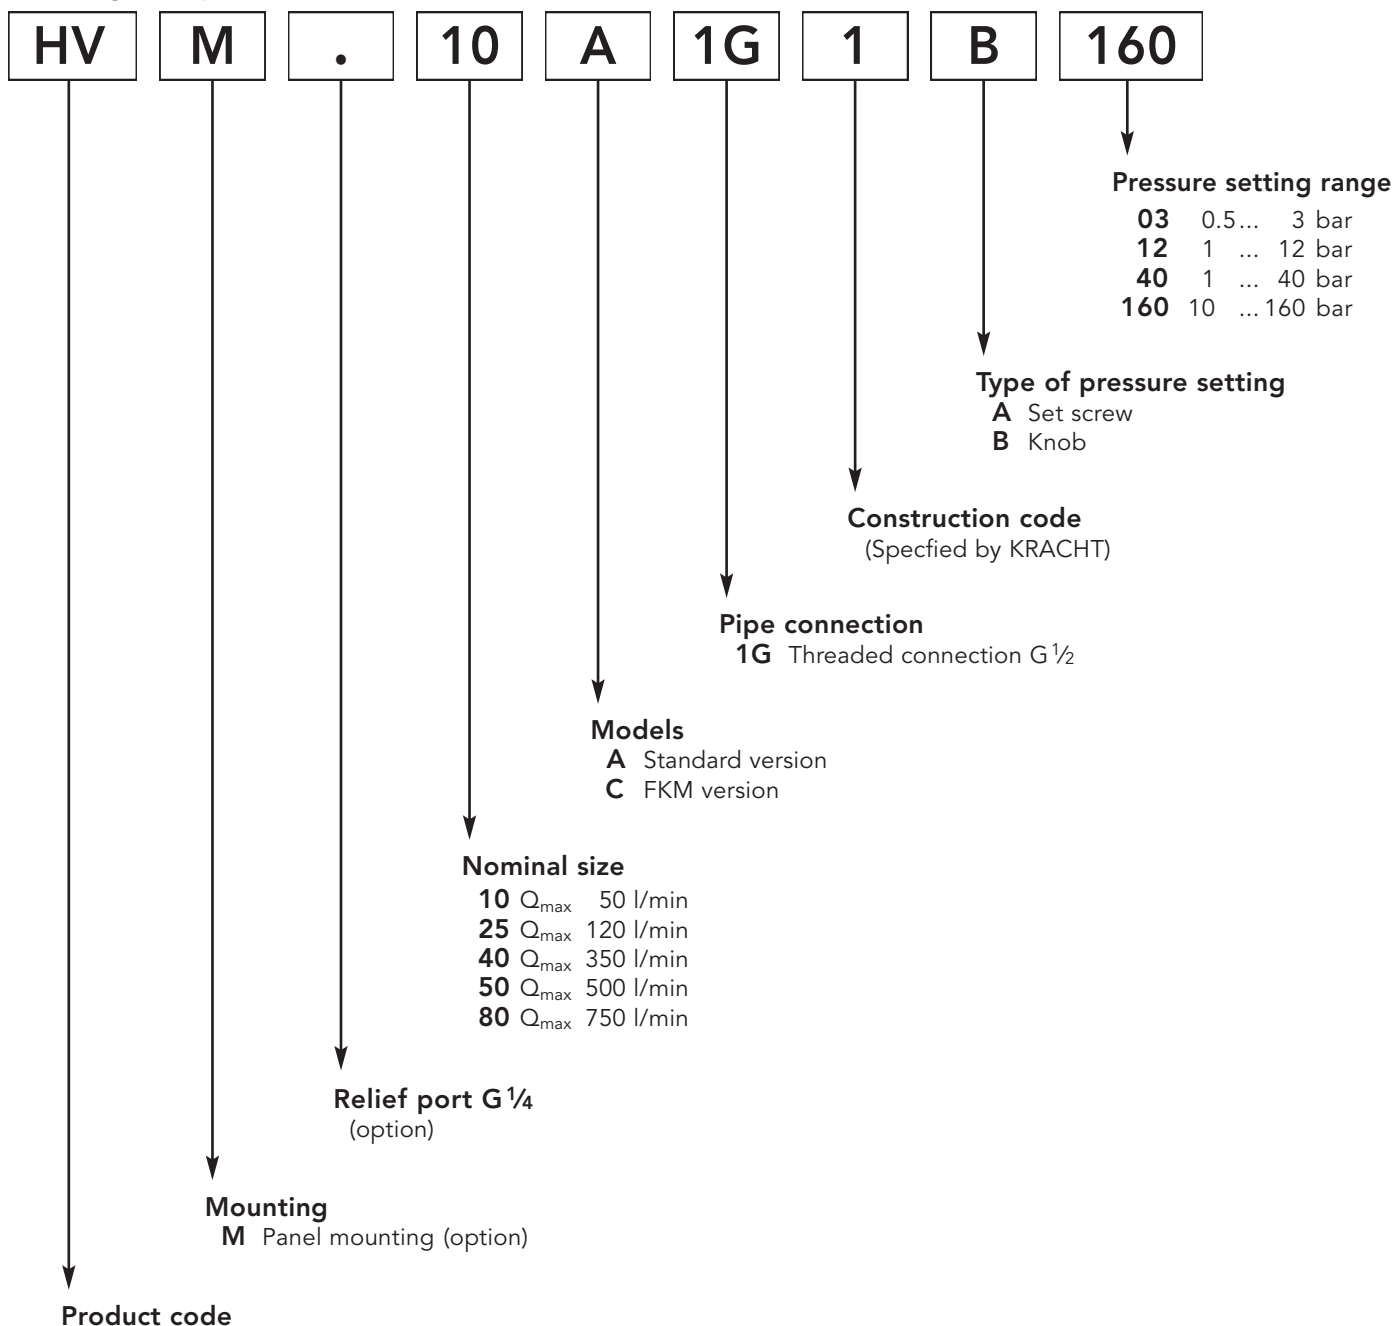 HV M . 10 A 1G 1 B 160
Pressure setting range
03 0.5... 3 bar
12 1 ... 12 bar
40 1 ... 40 bar
160 10 ... 160 bar
Type of pressure setting
A Set screw
B Knob
Construction code
(Specfied by KRACHT)
Pipe connection
1G Threaded connection G ½
Models
A Standard version
C FKM version
Nominal size
10 Qmax 50 l/min
25 Qmax 120 l/min
40 Qmax 350 l/min
50 Qmax 500 l/min
80 Qmax 750 l/min
Relief port G ¼
(option)
Mounting
M Panel mounting (option)
Product code